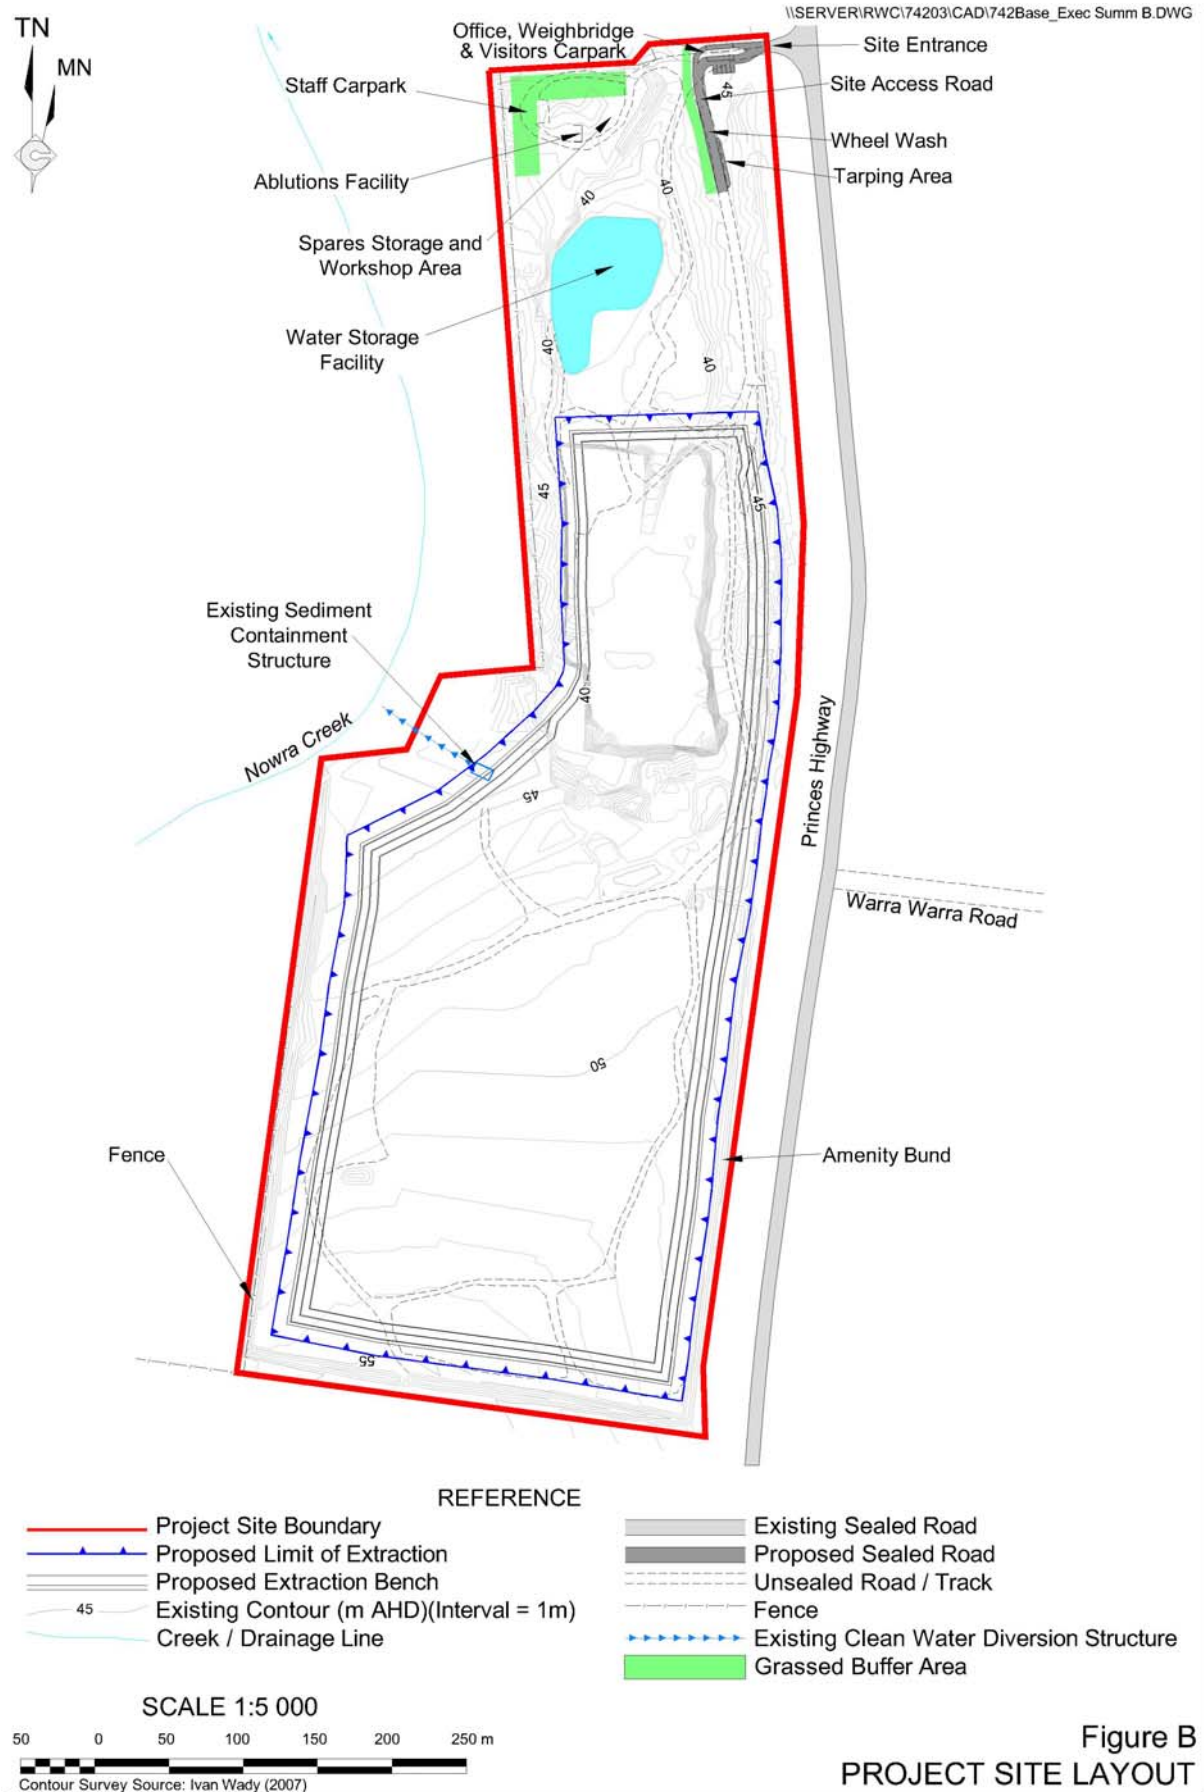 \\SERVER\RWC\74203\CAD\742Base_Exec Summ B.DWG
TN
MN
Office, Weighbridge
& Visitors Carpark
Site Entrance
Staff Carpark
Site Access Road
45
Wheel Wash
Ablutions Facility
Tarping Area
40
40
Spares Storage and
Workshop Area
Water Storage
Facility
40
40
45
45
Existing Sediment
Containment
Structure
40
Nowra Creek
Princes Highway
45
Warra Warra Road
50
Fence
Amenity Bund
55
REFERENCE
Project Site Boundary
Proposed Limit of Extraction
Proposed Extraction Bench
45
Existing Contour (m AHD)(Interval = 1m)
Creek / Drainage Line
Existing Sealed Road
Proposed Sealed Road
Unsealed Road / Track
Fence
Existing Clean Water Diversion Structure
Grassed Buffer Area
SCALE 1:5 000
50 0 50 100 150 200 250 m
Contour Survey Source: Ivan Wady (2007)
Figure B
PROJECT SITE LAYOUT